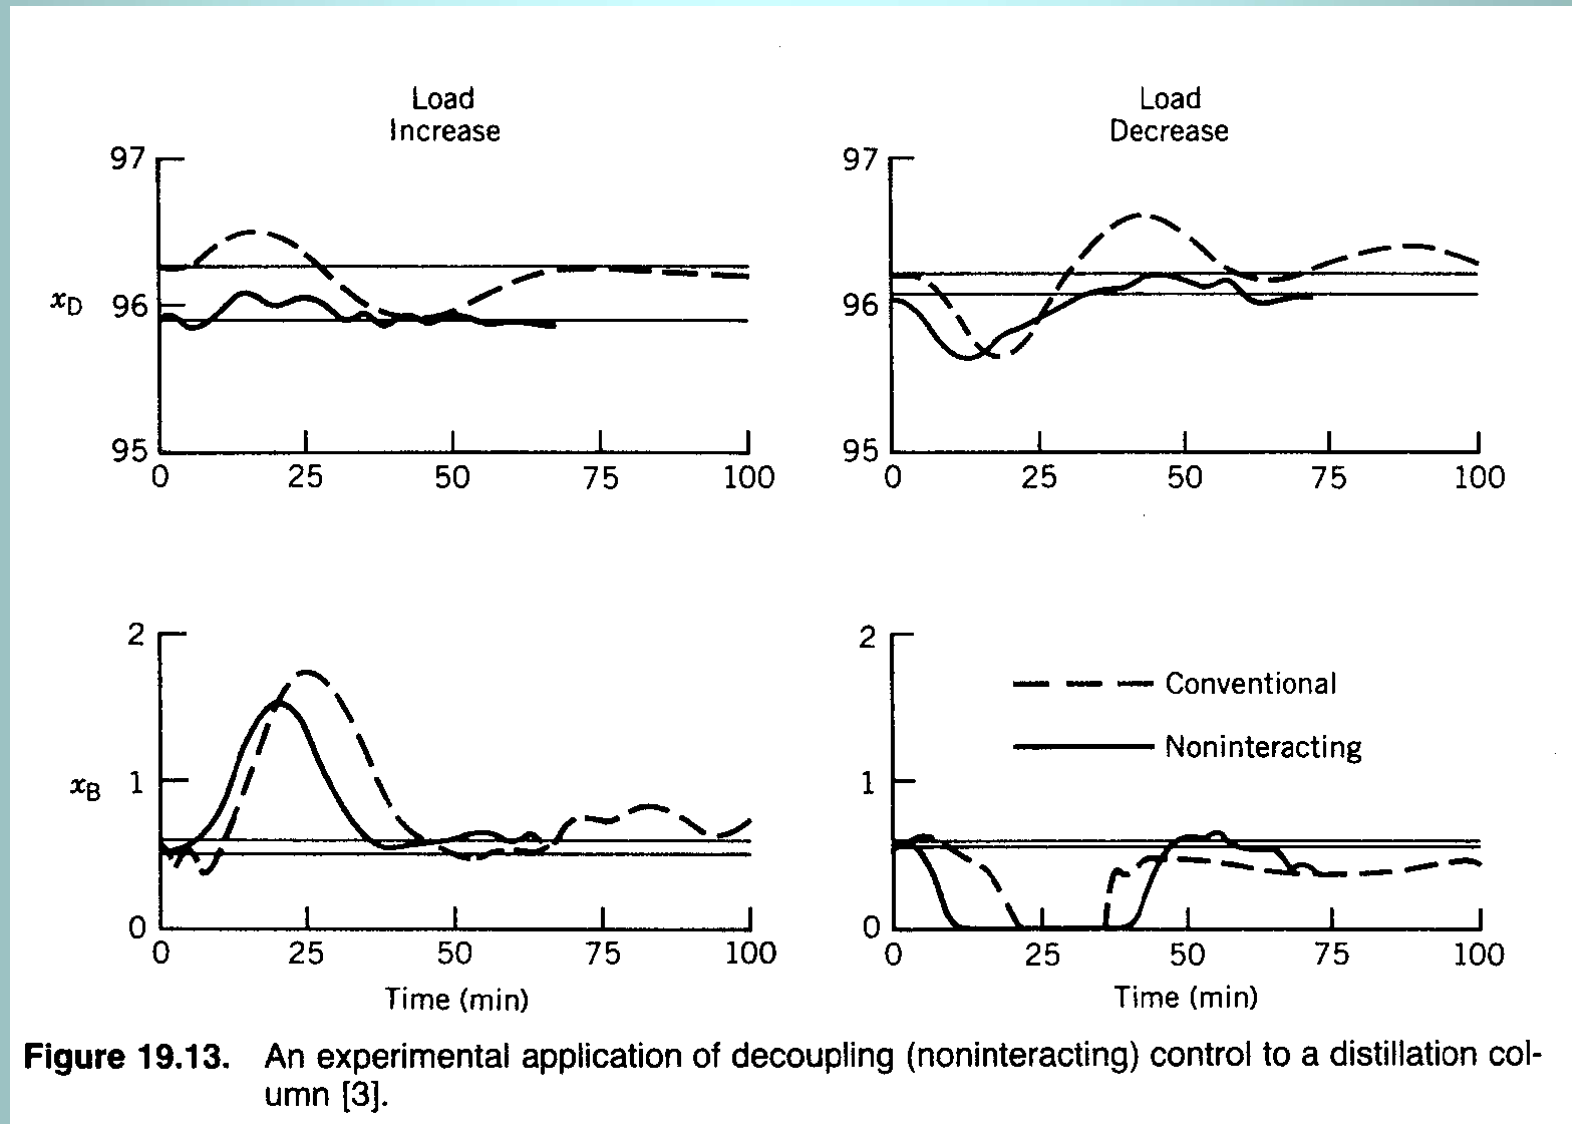 Load
Increase
97
96
95
xD
0 25 50 75 100
Load
Decrease
97
96
95
0 25 50 75 100
2
1
0
xB
0 25 50 75 100
Time (min)
2
1
0
Conventional
Noninteracting
0 25 50 75 100
Time (min)
Figure 19.13. An experimental application of decoupling (noninteracting) control to a distillation col-
umn [3].